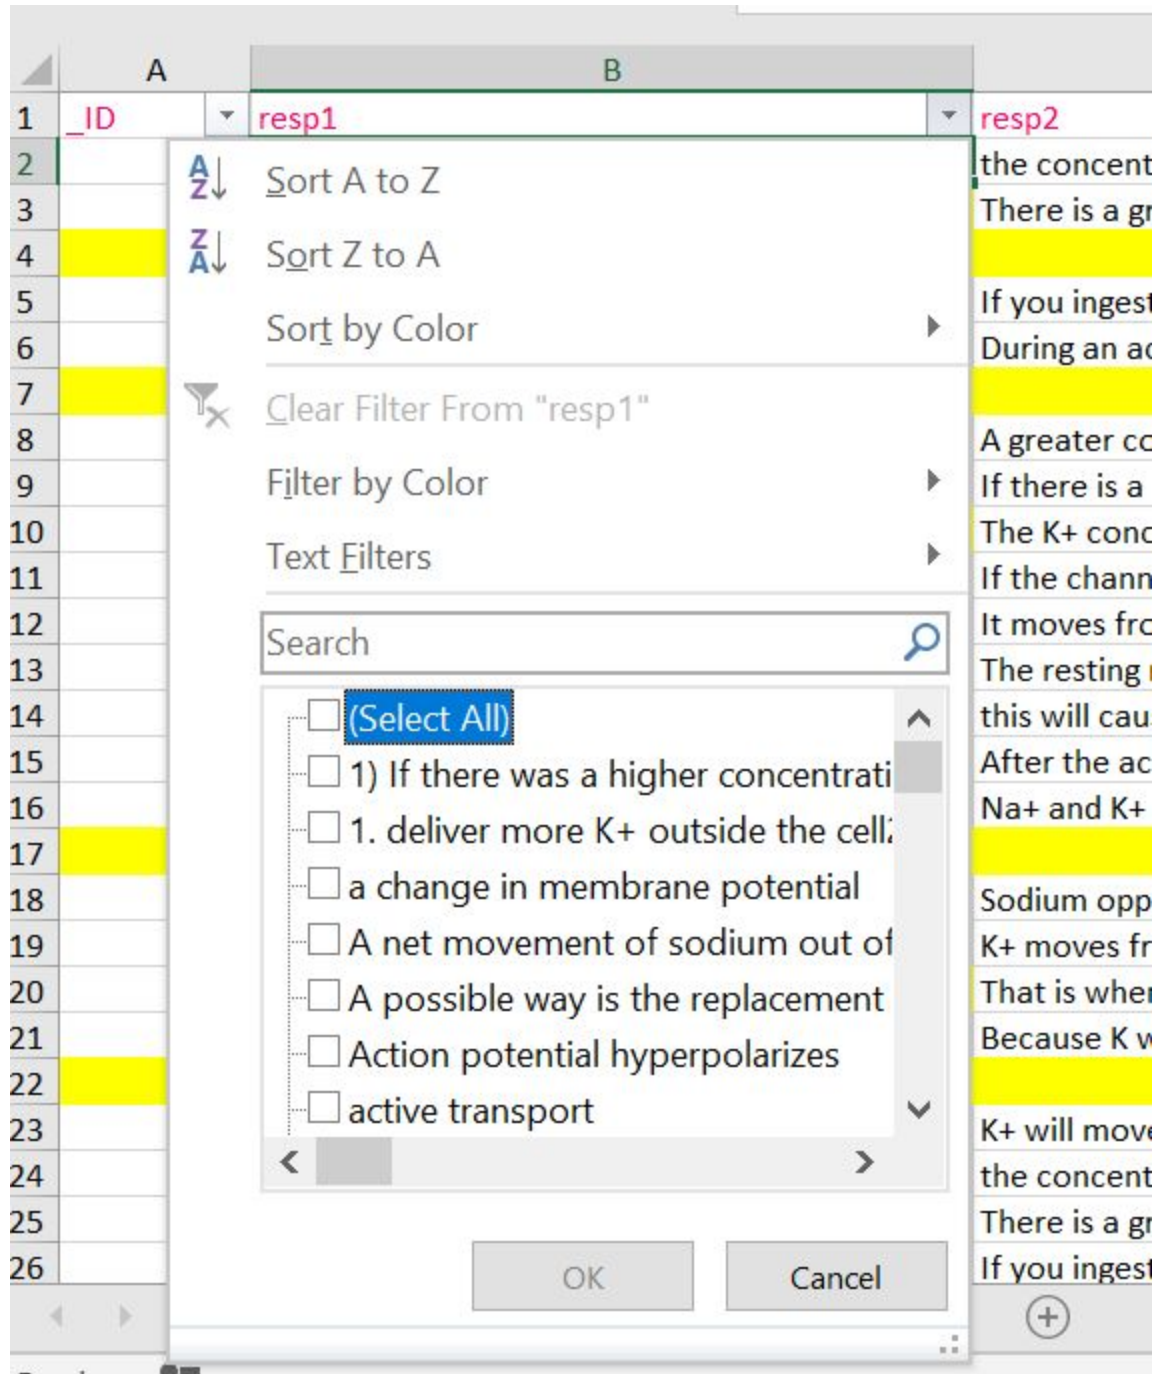 A B
1 _ID resp1 resp2
2 the concent
3 There is a gr
4
5 If you ingest
6 During an ac
7
8 A greater co
9 If there is a
10 The K+ conc
11 If the chann
12 It moves fro
13 The resting
14 this will cau
15 After the ac
16 Na+ and K+
17
18 Sodium opp
19 K+ moves fr
20 That is when
21 Because K w
22
23 K+ will move
24 the concent
25 There is a gr
26 If you ingest
Sort A to Z
Sort Z to A
Sort by Color
Clear Filter From "resp1"
Filter by Color
Text Filters
Search
(Select All)
1) If there was a higher concentrati
1. deliver more K+ outside the cell
a change in membrane potential
A net movement of sodium out of
A possible way is the replacement
Action potential hyperpolarizes
active transport
OK Cancel